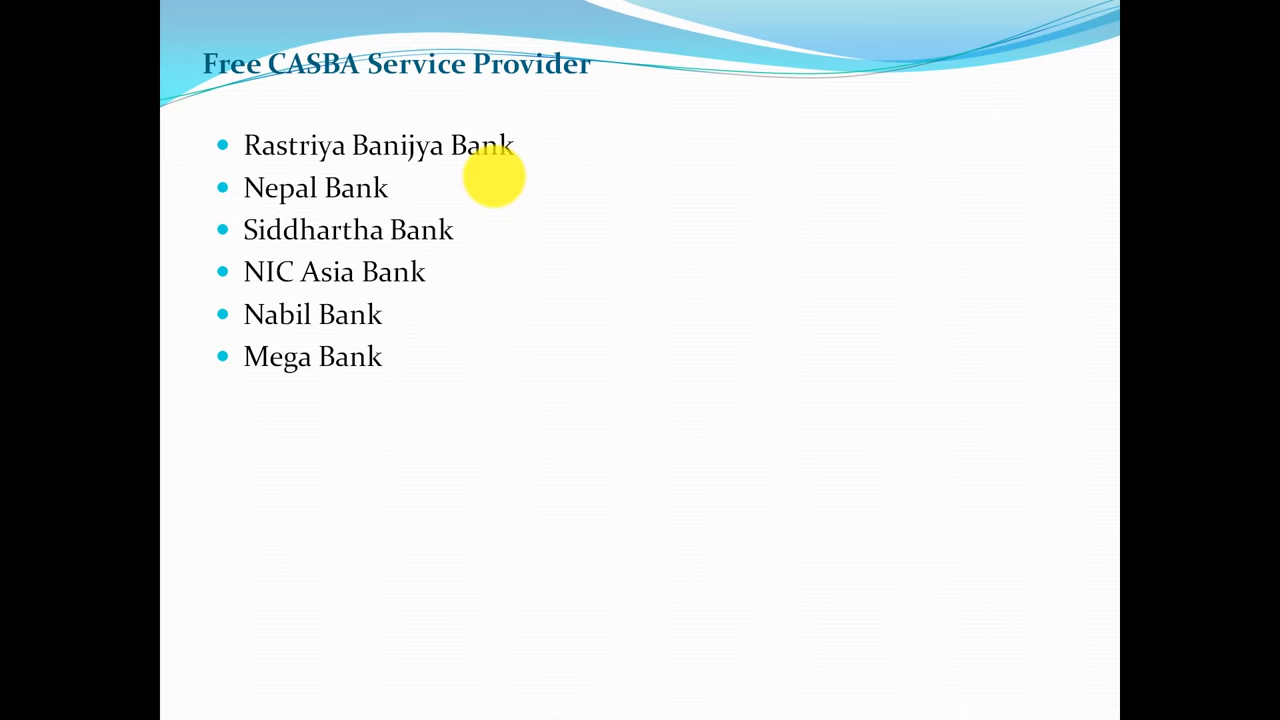 Free CASBA Service Provider
Rastriya Banijya Bank
Nepal Bank
Siddhartha Bank
NIC Asia Bank
Nabil Bank
Mega Bank